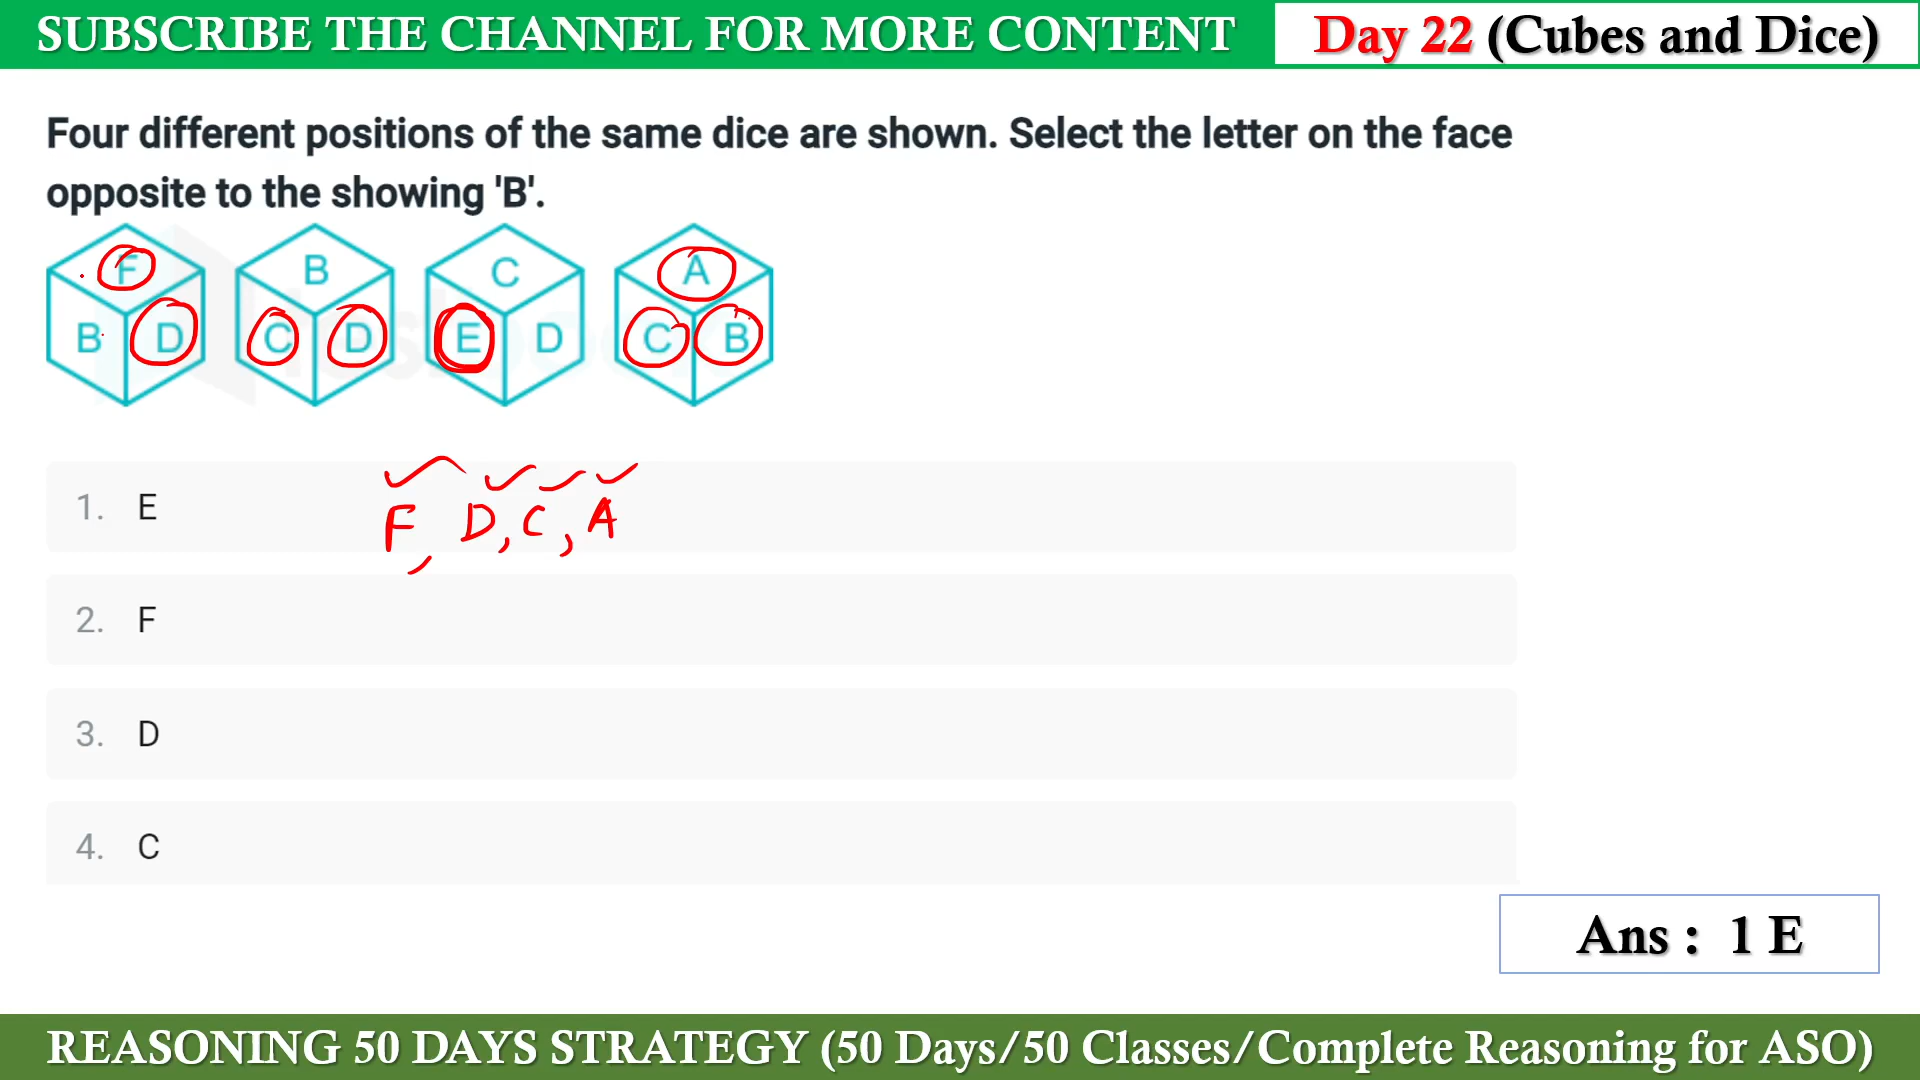 SUBSCRIBE THE CHANNEL FOR MORE CONTENT
Day 22 (Cubes and Dice)
Four different positions of the same dice are shown. Select the letter on the face
opposite to the showing 'B'.
F B C A
B D C D E D C B
1. E
F, D, C, A
2. F
3. D
4. C
Ans : 1 E
REASONING 50 DAYS STRATEGY (50 Days/50 Classes/Complete Reasoning for ASO)